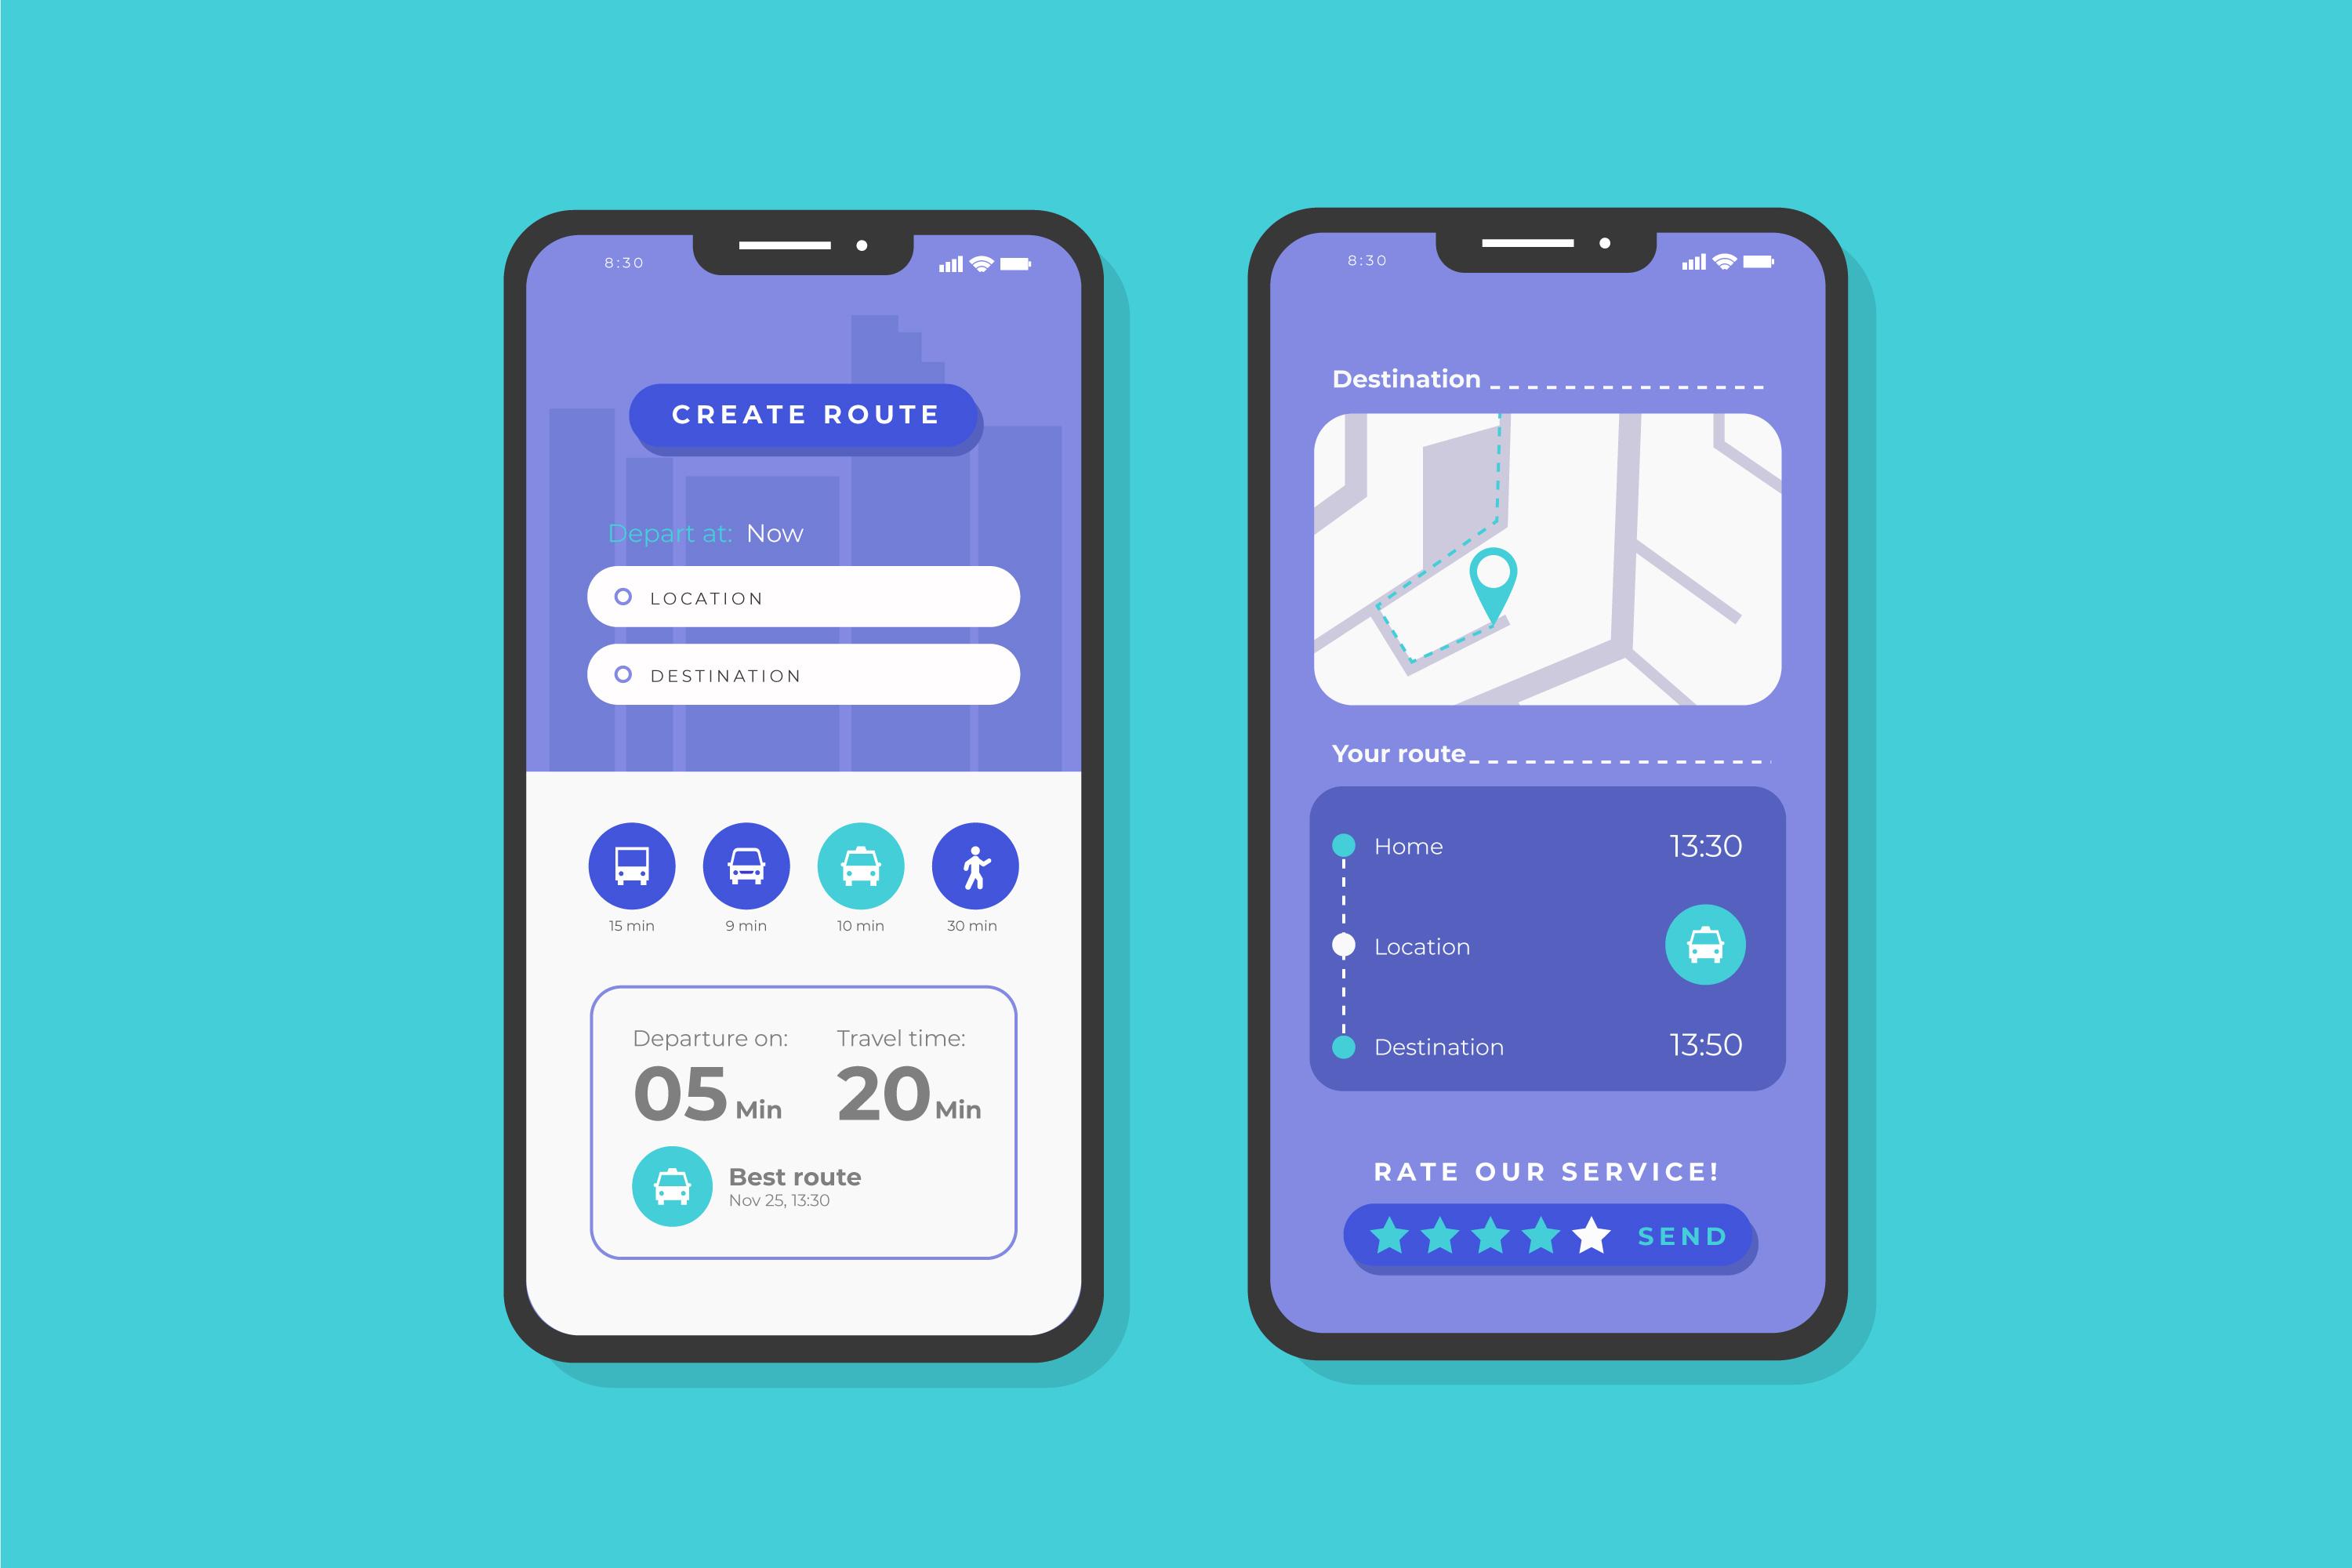 8:30
CREATE ROUTE
Depart at: Now
LOCATION
DESTINATION
15 min 9 min 10 min 30 min
Departure on: Travel time:
05 Min 20 Min
Best route
Nov 25, 13:30
8:30
Destination
Your route
Home 13:30
Location
Destination 13:50
RATE OUR SERVICE!
SEND